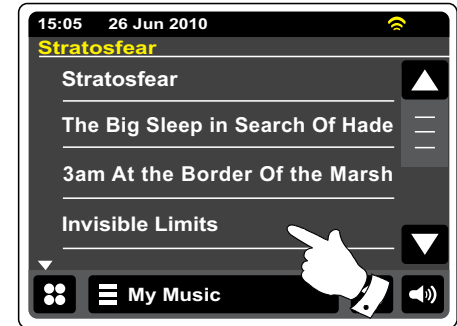 15:05 26 Jun 2010
Stratosfear
Stratosfear
The Big Sleep in Search Of Hade
3am At the Border Of the Marsh
Invisible Limits
My Music